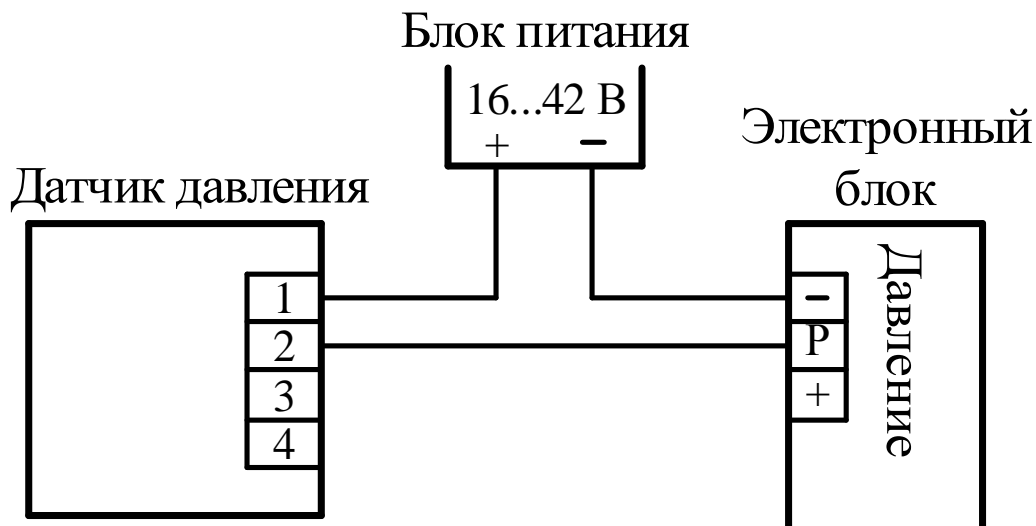 Блок питания
16...42 В
+ −
Электронный
блок
Датчик давления
1
2
3
4
−
P
+
Давление